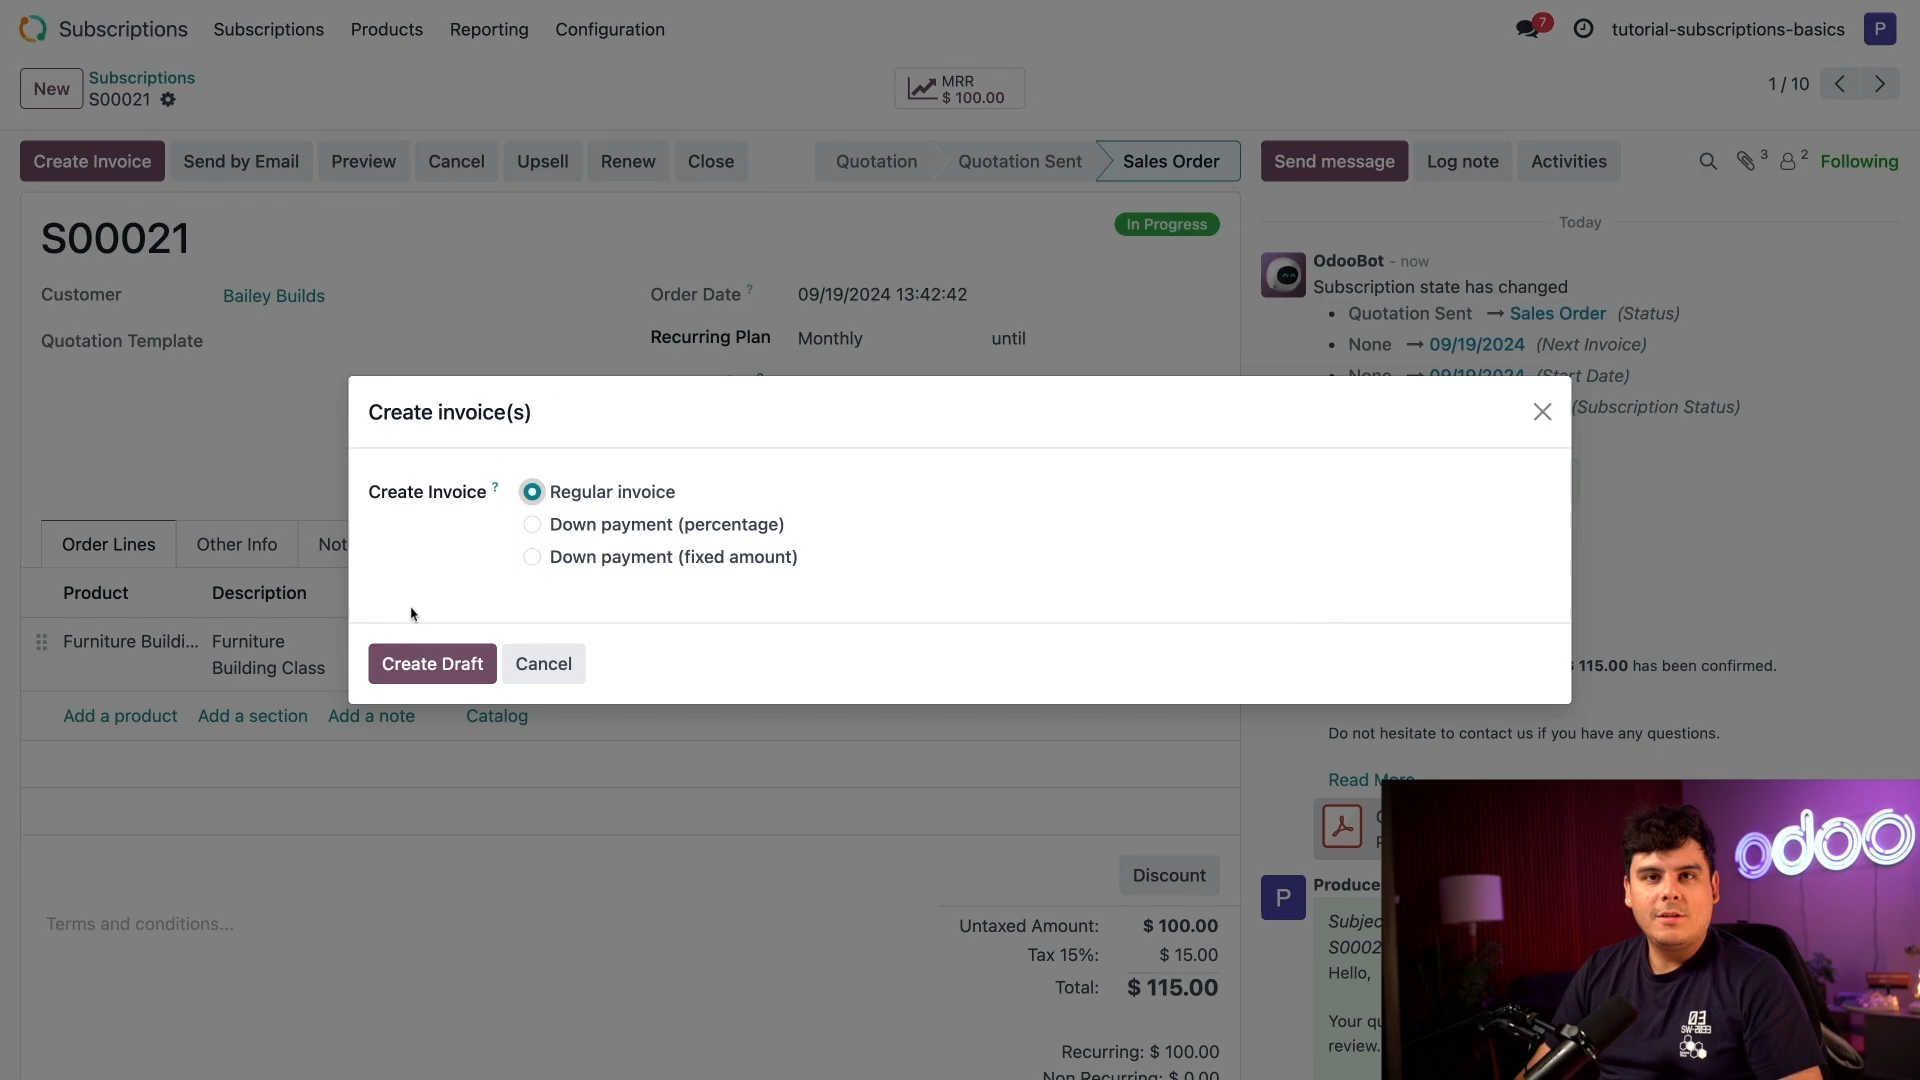 Subscriptions Subscriptions Products Reporting Configuration 7 tutorial-subscriptions-basics P
New Subscriptions
S00021
MRR
$ 100.00
1 / 10
Create Invoice Send by Email Preview Cancel Upsell Renew Close Quotation Quotation Sent Sales Order Send message Log note Activities 3 2 Following
S00021
In Progress
Customer Bailey Builds
Quotation Template
Order Date ? 09/19/2024 13:42:42
Recurring Plan Monthly until
Today
OdooBot - now
Subscription state has changed
• Quotation Sent → Sales Order (Status)
• None → 09/19/2024 (Next Invoice)
• None → 09/19/2024 (Start Date)
(Subscription Status)
Create invoice(s)
Create Invoice ? Regular invoice
Down payment (percentage)
Down payment (fixed amount)
Create Draft Cancel
Order Lines Other Info Not
Product Description
Furniture Buildi... Furniture
Building Class
Add a product Add a section Add a note Catalog
115.00 has been confirmed.
Do not hesitate to contact us if you have any questions.
Read More
Discount
Terms and conditions...
Untaxed Amount: $ 100.00
Tax 15%: $ 15.00
Total: $ 115.00
Recurring: $ 100.00
Non Recurring: $ 0.00
P Produce
Subjec
S0002
Hello,
Your qu
review.
odoo
03
SW-2033